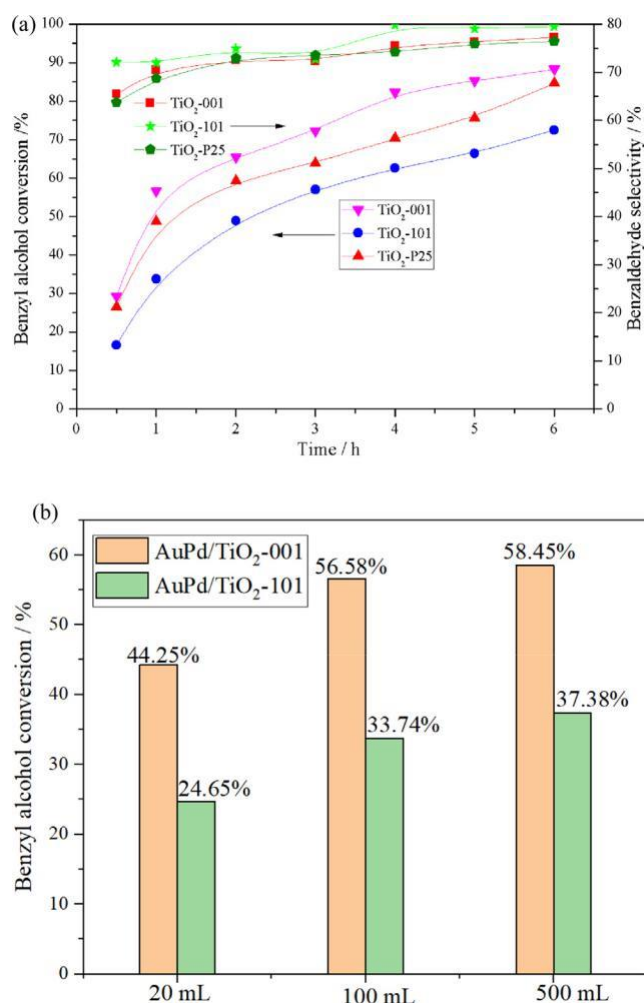 (a)
100
90
80
70
60
50
40
30
20
10
0
Benzyl alcohol conversion /%
80
70
60
50
40
30
20
10
0
Benzaldehyde selectivity / %
TiO₂-001
TiO₂-101
TiO₂-P25
TiO₂-001
TiO₂-101
TiO₂-P25
0 1 2 3 4 5 6
Time / h
(b)
60
50
40
30
20
10
0
Benzyl alcohol conversion / %
AuPd/TiO₂-001
AuPd/TiO₂-101
44.25%
24.65%
56.58%
33.74%
58.45%
37.38%
20 mL 100 mL 500 mL